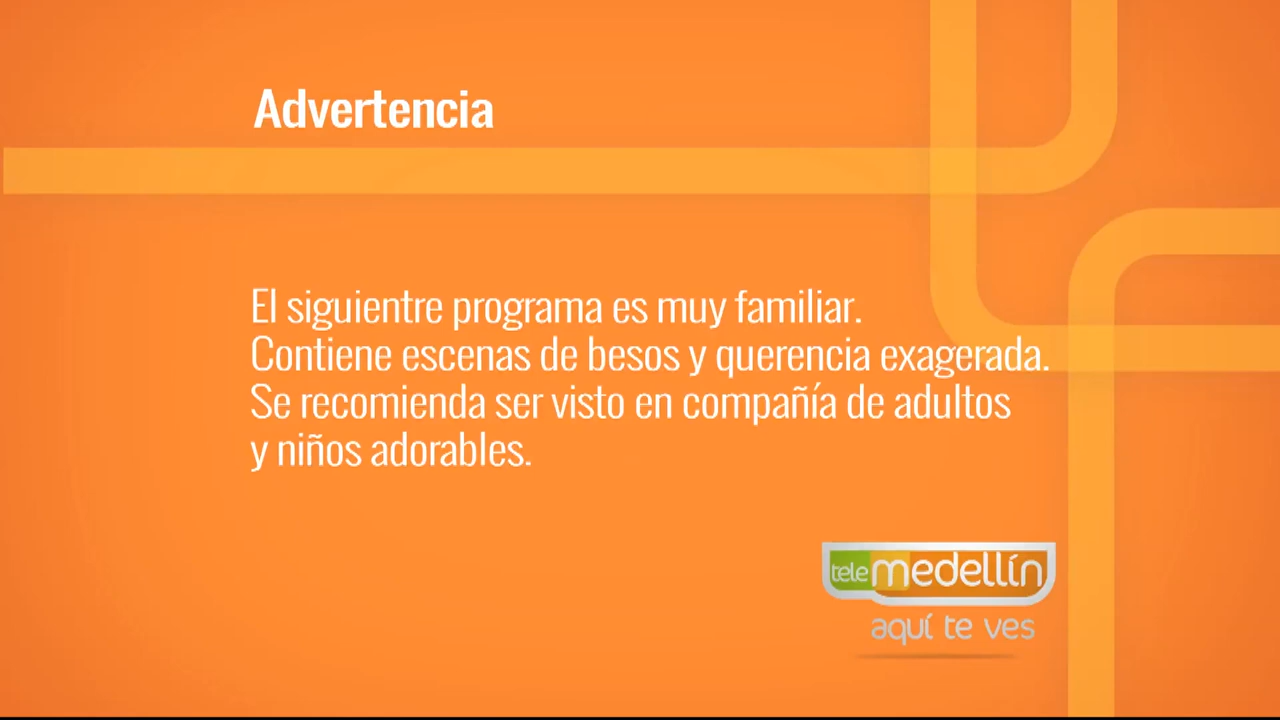 Advertencia
El siguientre programa es muy familiar.
Contiene escenas de besos y querencia exagerada.
Se recomienda ser visto en compañía de adultos
y niños adorables.
telemedellín
aquí te ves